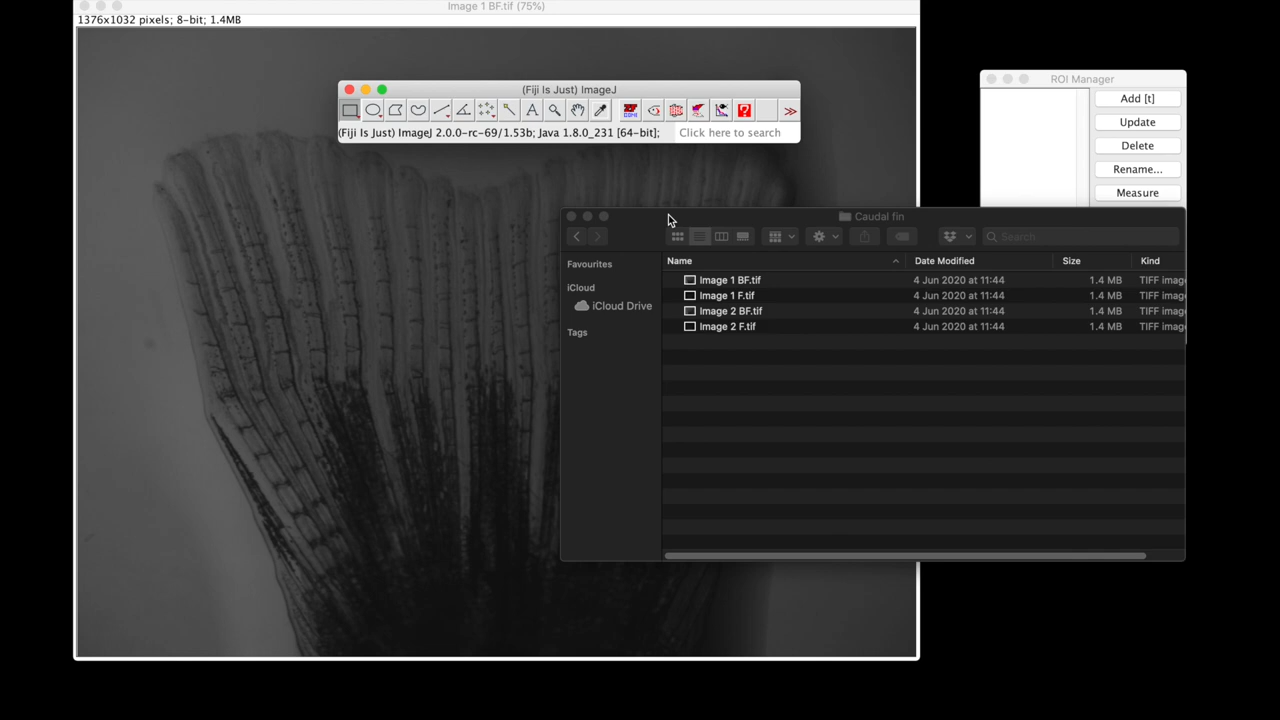 Image 1 BF.tif (75%)
1376x1032 pixels; 8-bit; 1.4MB
(Fiji Is Just) ImageJ
(Fiji Is Just) ImageJ 2.0.0-rc-69/1.53b; Java 1.8.0_231 [64-bit]; Click here to search
ROI Manager
Add [t]
Update
Delete
Rename...
Measure
Caudal fin
Search
Favourites
iCloud
iCloud Drive
Tags
Name Date Modified Size Kind
Image 1 BF.tif 4 Jun 2020 at 11:44 1.4 MB TIFF imag
Image 1 F.tif 4 Jun 2020 at 11:44 1.4 MB TIFF imag
Image 2 BF.tif 4 Jun 2020 at 11:44 1.4 MB TIFF imag
Image 2 F.tif 4 Jun 2020 at 11:44 1.4 MB TIFF imag